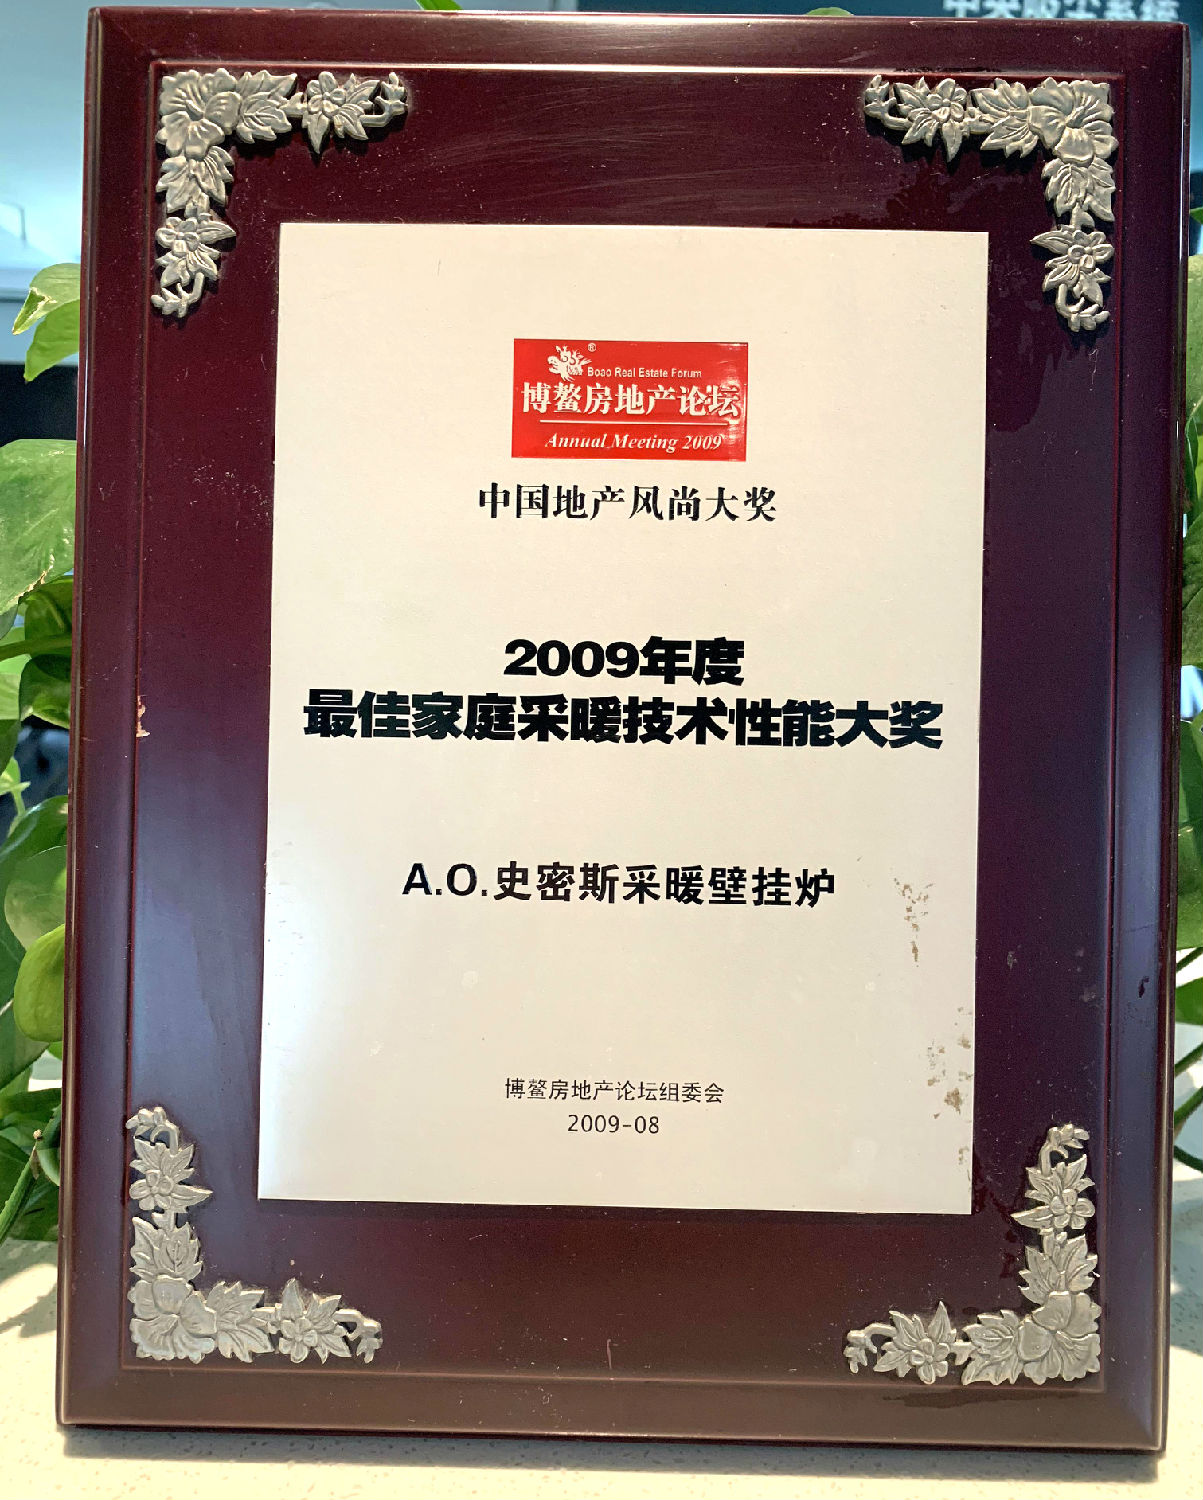 Boao Real Estate Forum
博鳌房地产论坛
Annual Meeting 2009
中国地产风尚大奖
2009年度
最佳家庭采暖技术性能大奖
A.O.史密斯采暖壁挂炉
博鳌房地产论坛组委会
2009-08